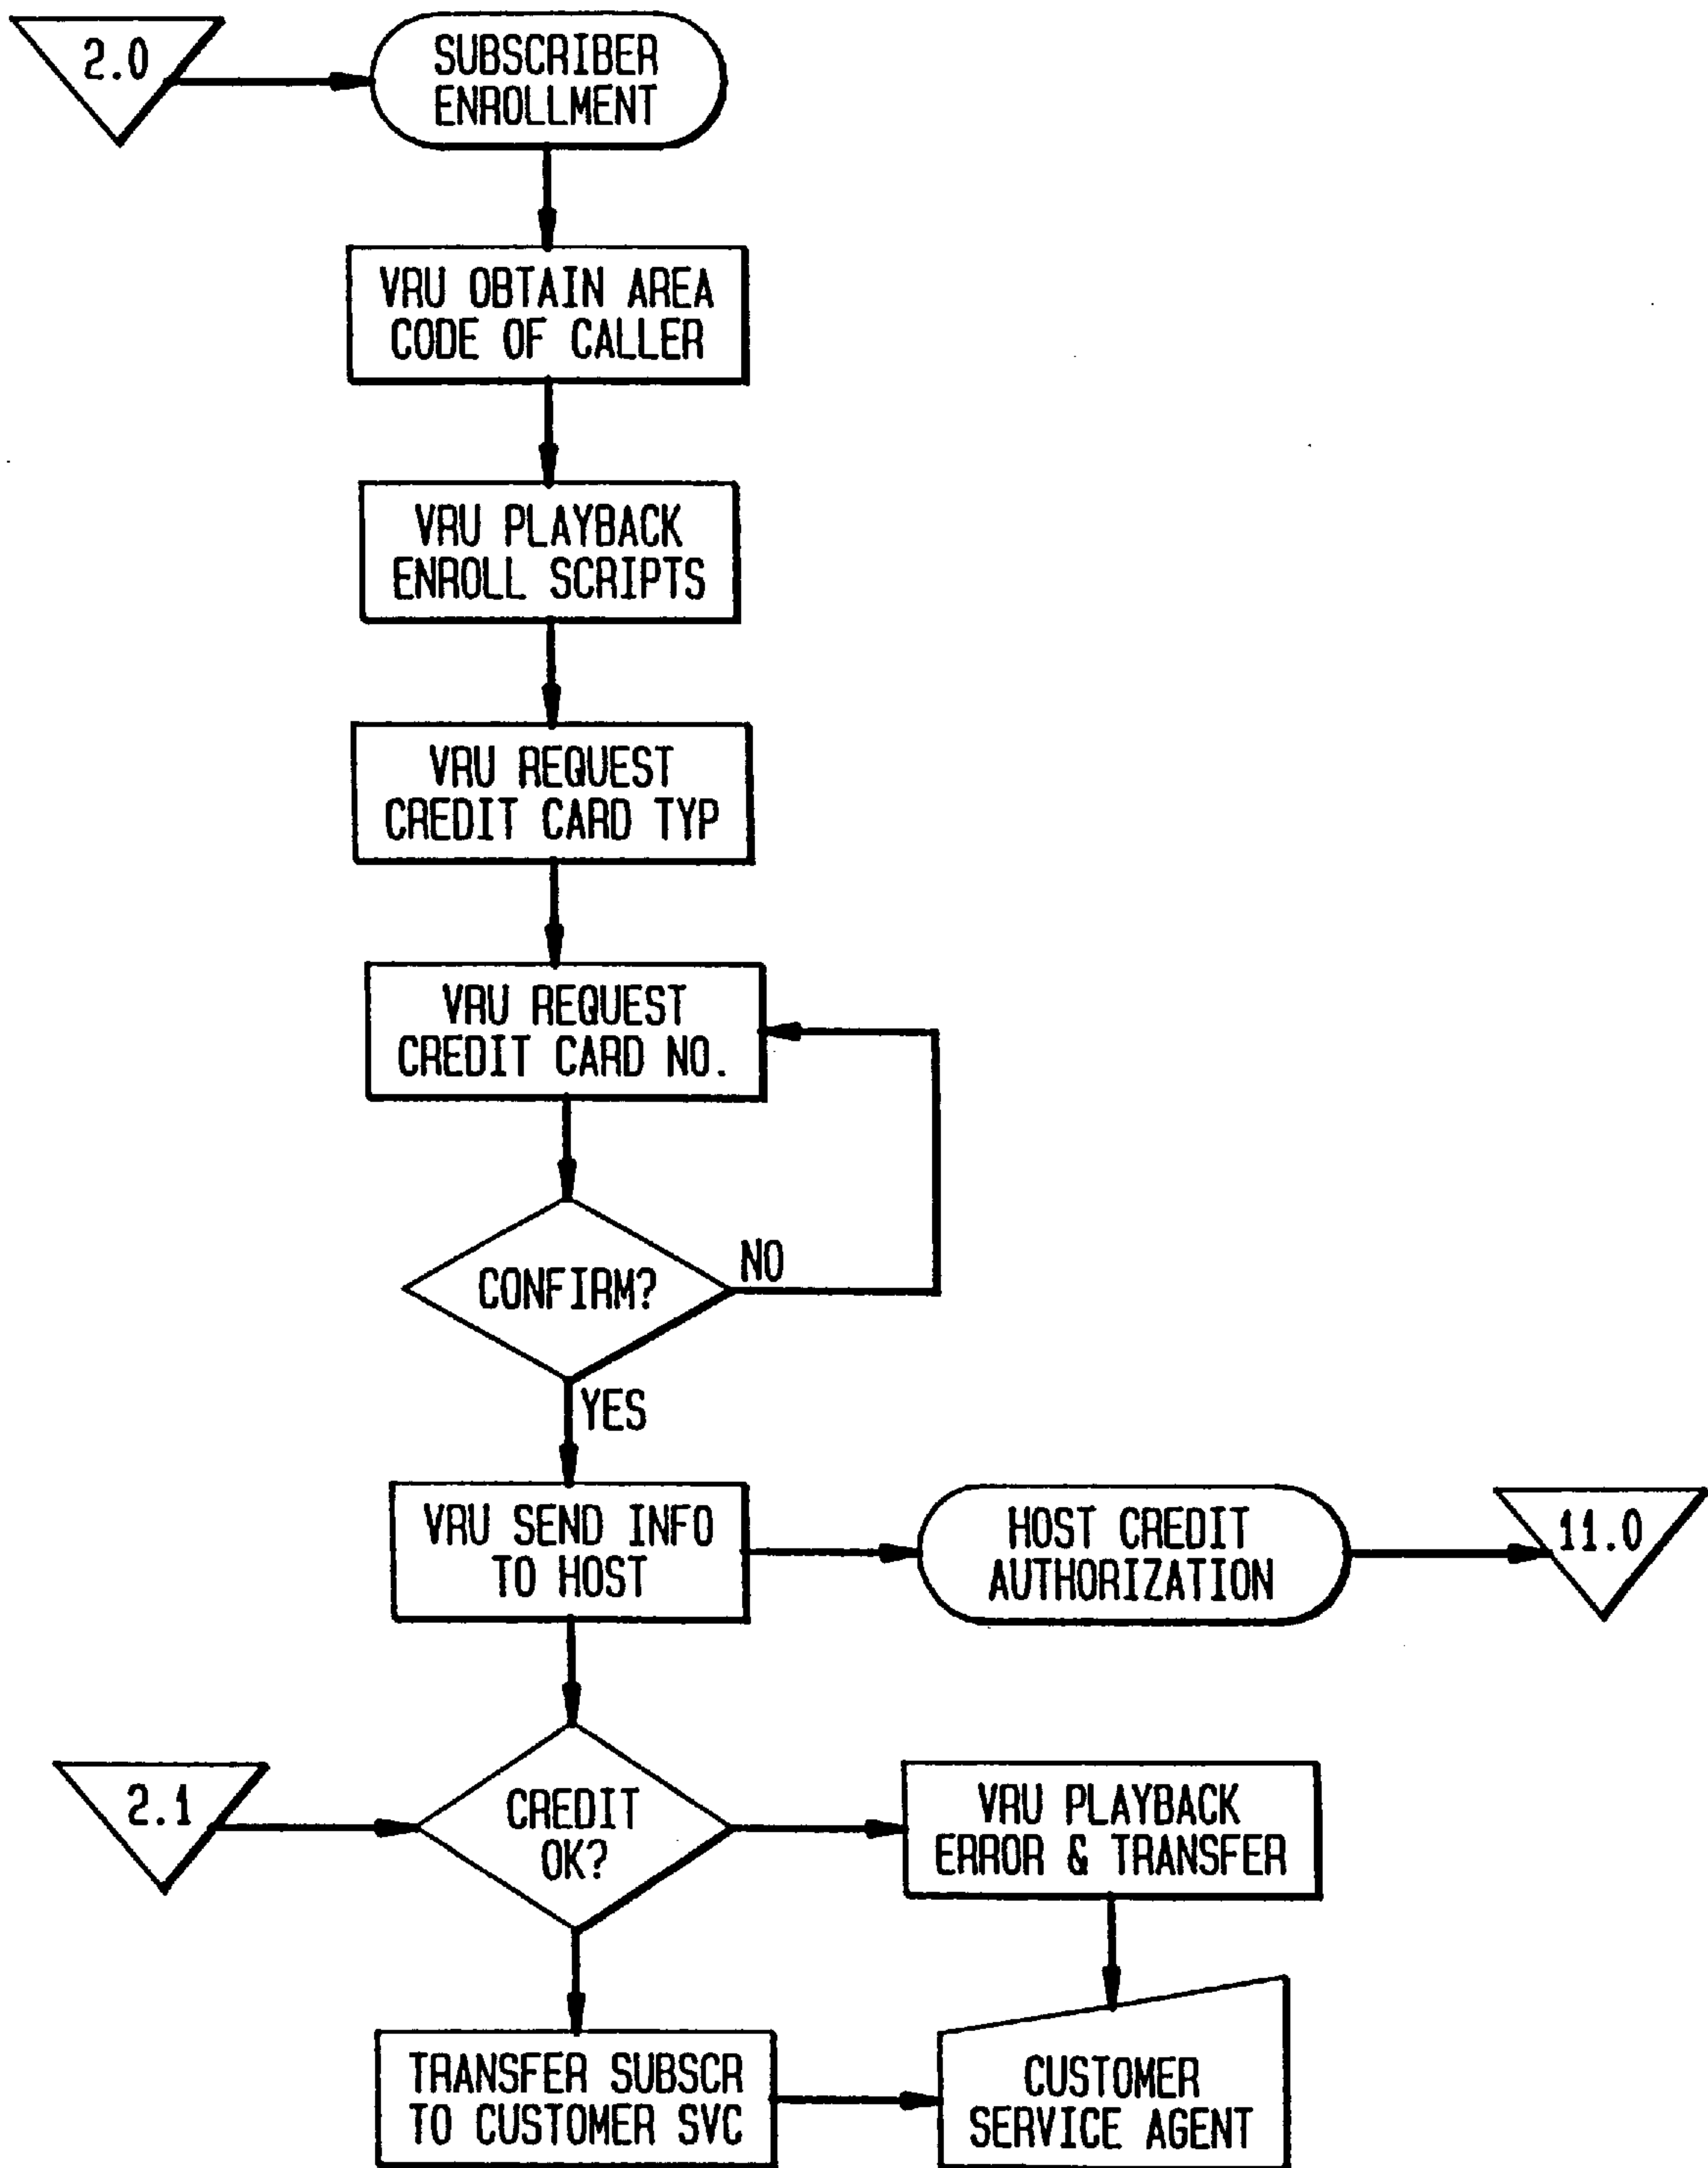 2.0
SUBSCRIBER
ENROLLMENT
VRU OBTAIN AREA
CODE OF CALLER
VRU PLAYBACK
ENROLL SCRIPTS
VRU REQUEST
CREDIT CARD TYP
VRU REQUEST
CREDIT CARD NO.
CONFIRM?
NO
YES
VRU SEND INFO
TO HOST
HOST CREDIT
AUTHORIZATION
11.0
2.1
CREDIT
OK?
VRU PLAYBACK
ERROR & TRANSFER
TRANSFER SUBSCR
TO CUSTOMER SVC
CUSTOMER
SERVICE AGENT